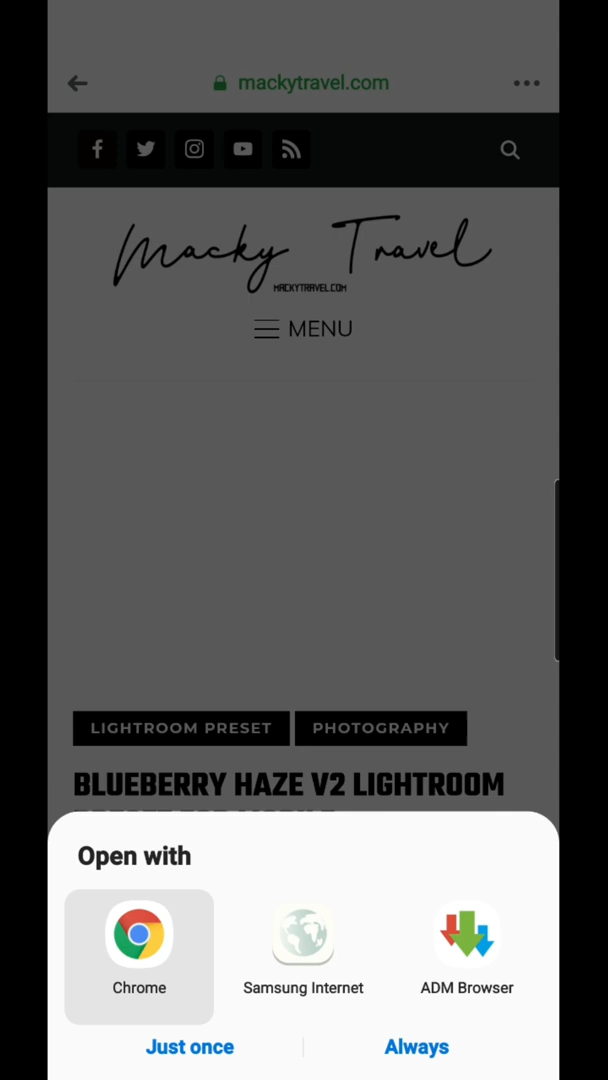 mackytravel.com
Macky Travel
MACKYTRAVEL.COM
MENU
LIGHTROOM PRESET PHOTOGRAPHY
BLUEBERRY HAZE V2 LIGHTROOM
Open with
Chrome Samsung Internet ADM Browser
Just once Always